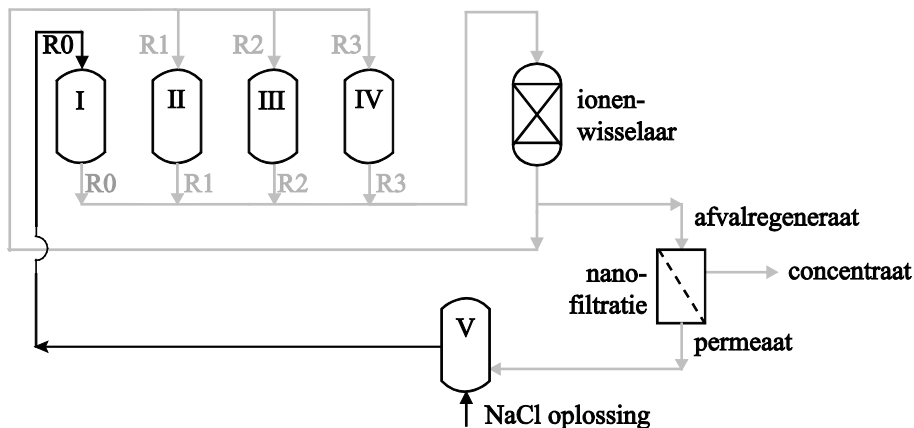 R0 R1 R2 R3
I II III IV
ionen-
wisselaar
R0 R1 R2 R3
afvalregeneraat
nano-
filtratie
concentraat
V
permeaat
NaCl oplossing